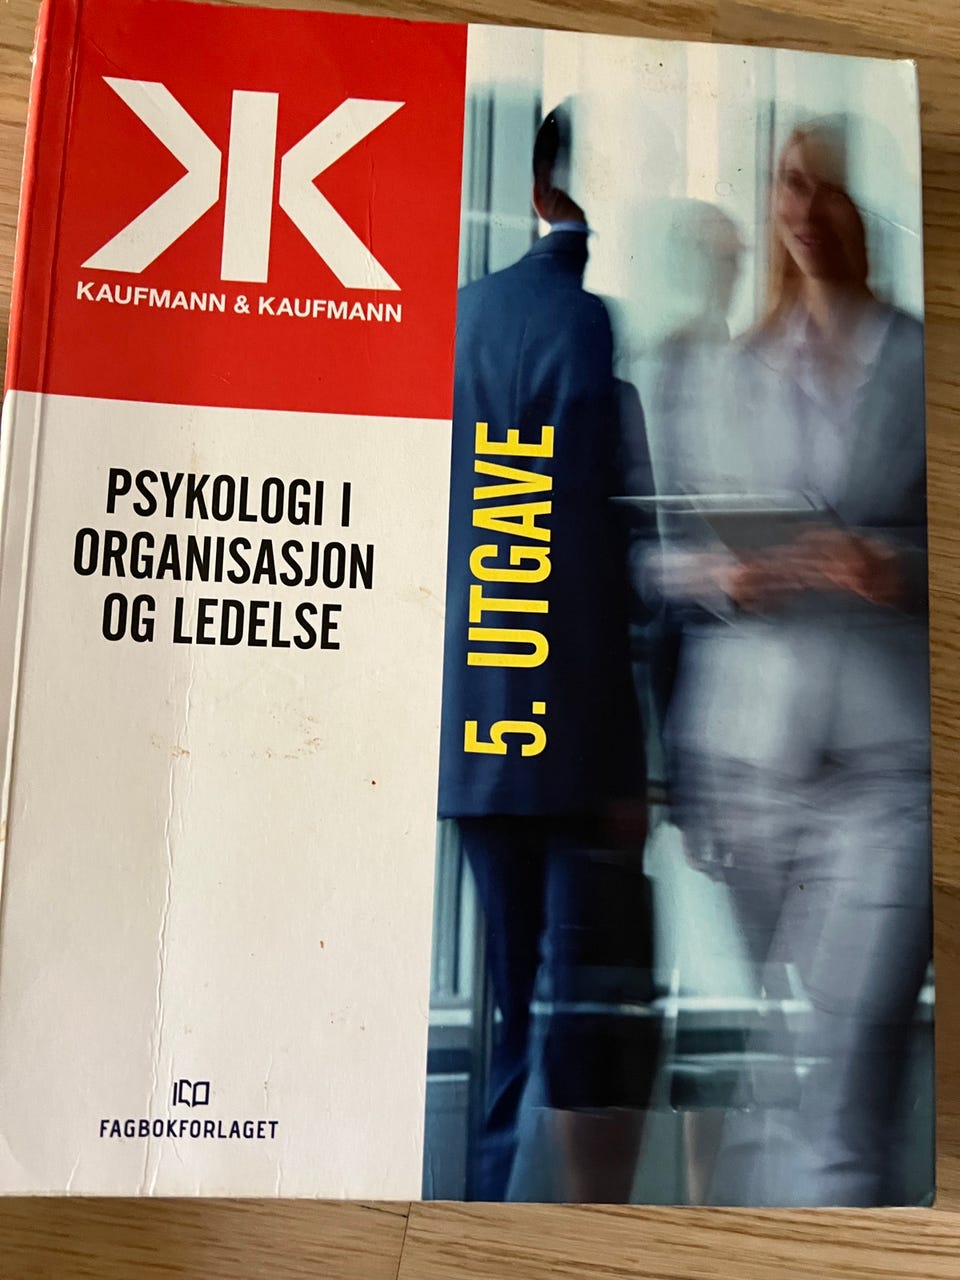 KAUFMANN & KAUFMANN
PSYKOLOGI I
ORGANISASJON
OG LEDELSE
5. UTGAVE
FAGBOKFORLAGET